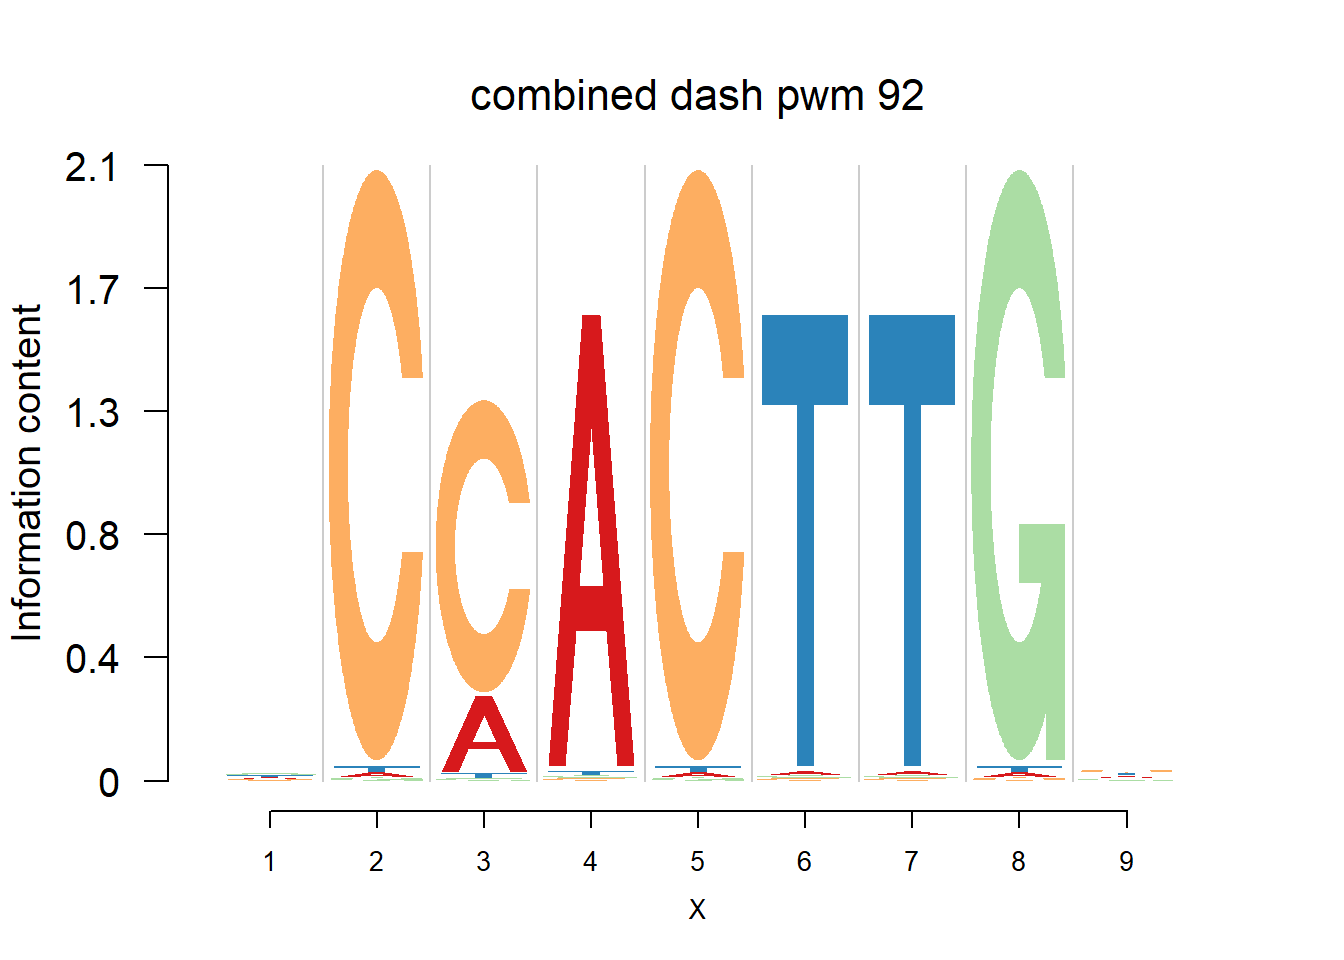 combined dash pwm 92
2.1
1.7
1.3
0.8
0.4
0
Information content
C C A A C T T G
1 2 3 4 5 6 7 8 9
X